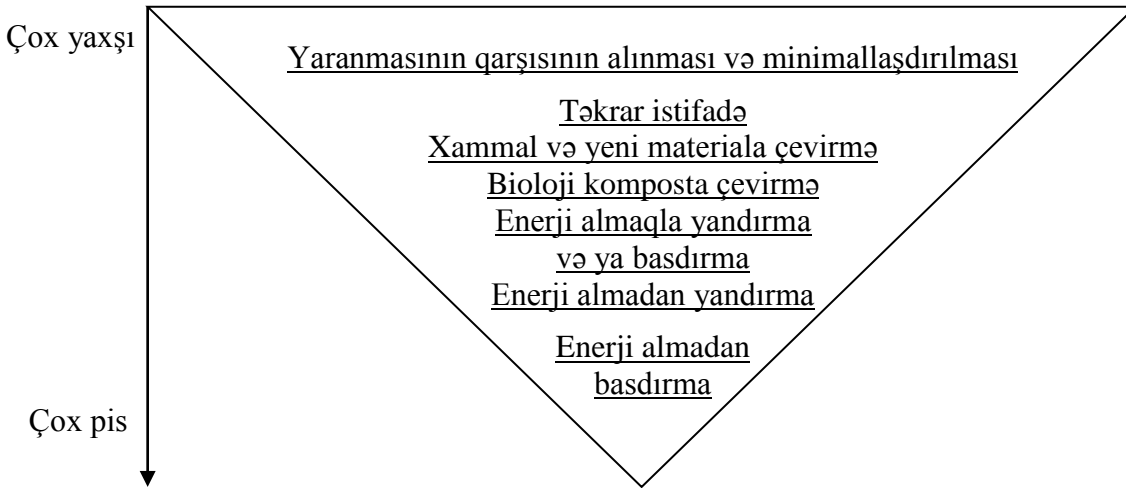 Çox yaxşı
Yaranmasının qarşısının alınması və minimallaşdırılması
Təkrar istifadə
Xammal və yeni materiala çevirmə
Bioloji komposta çevirmə
Enerji almaqla yandırma
və ya basdırma
Enerji almadan yandırma
Enerji almadan
basdırma
Çox pis